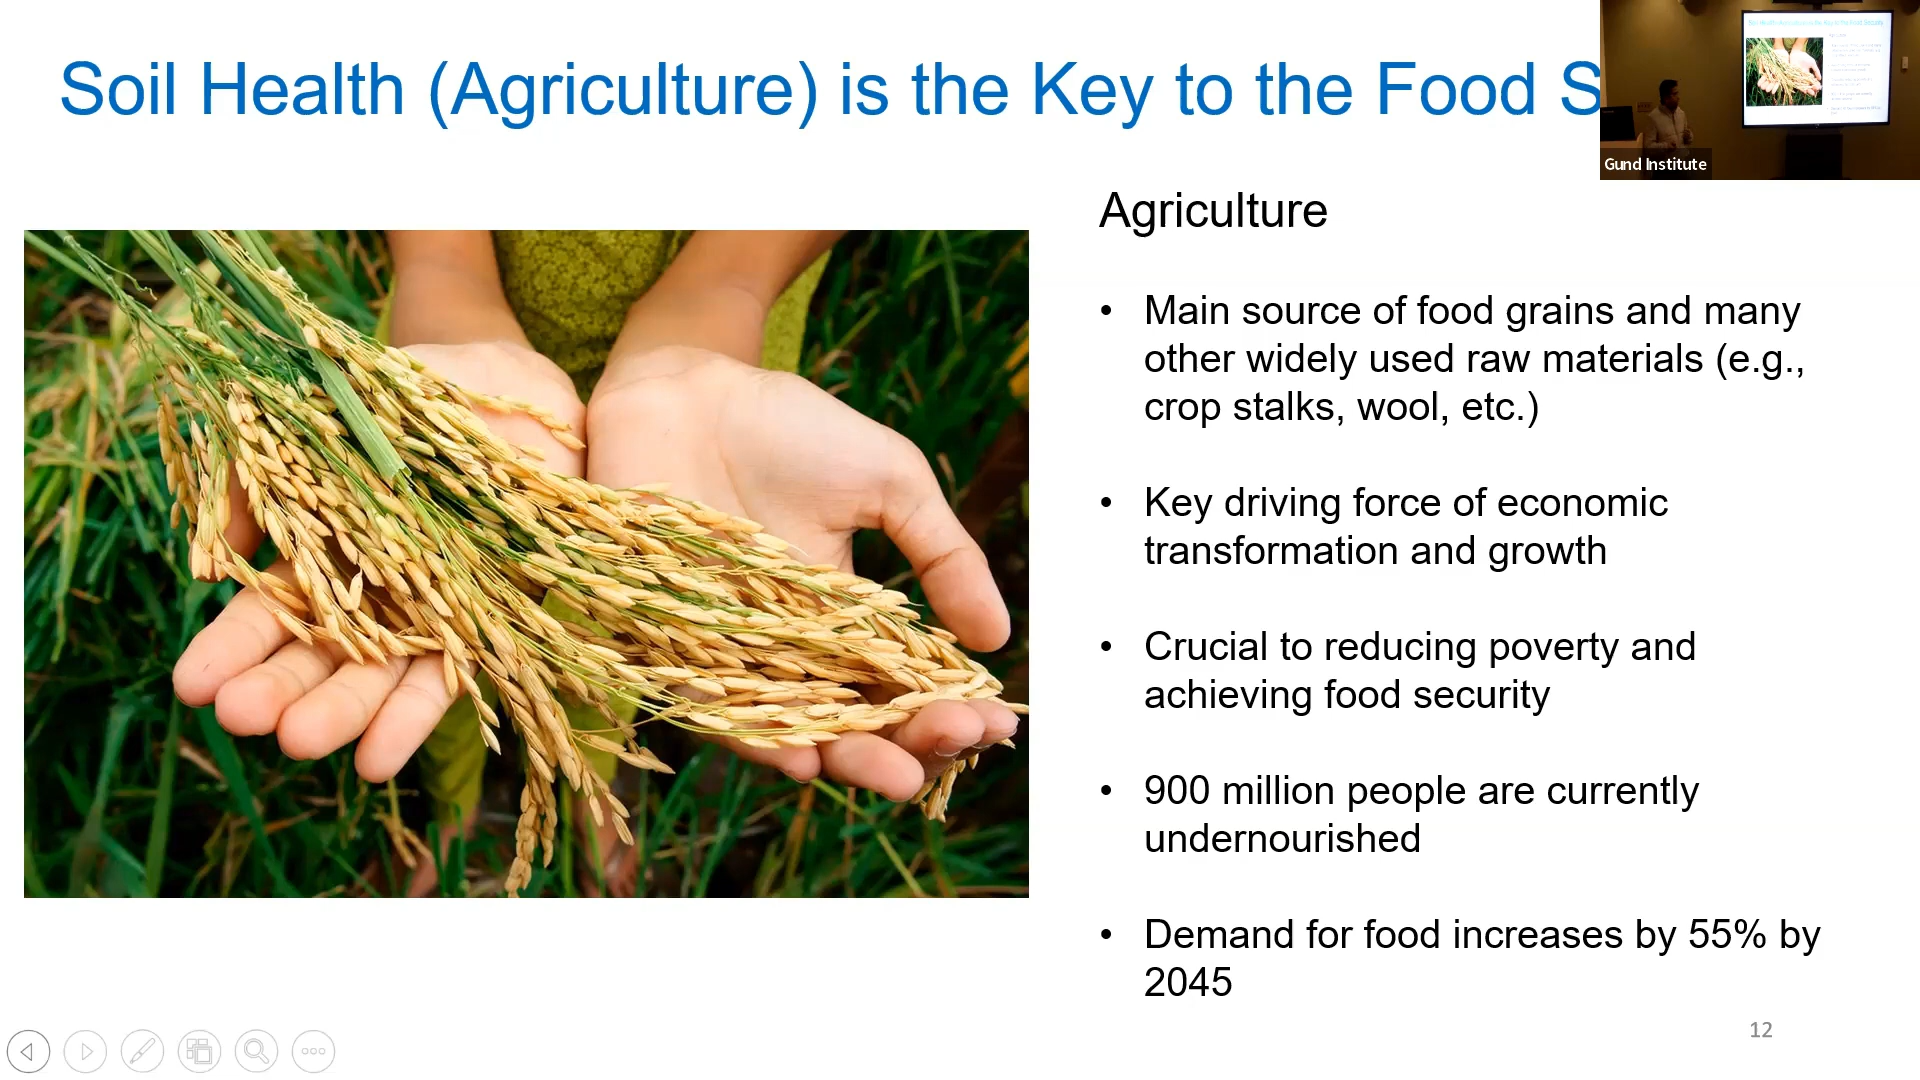 Soil Health (Agriculture) is the Key to the Food S
Gund Institute
Agriculture
• Main source of food grains and many
other widely used raw materials (e.g.,
crop stalks, wool, etc.)
• Key driving force of economic
transformation and growth
• Crucial to reducing poverty and
achieving food security
• 900 million people are currently
undernourished
• Demand for food increases by 55% by
2045
12